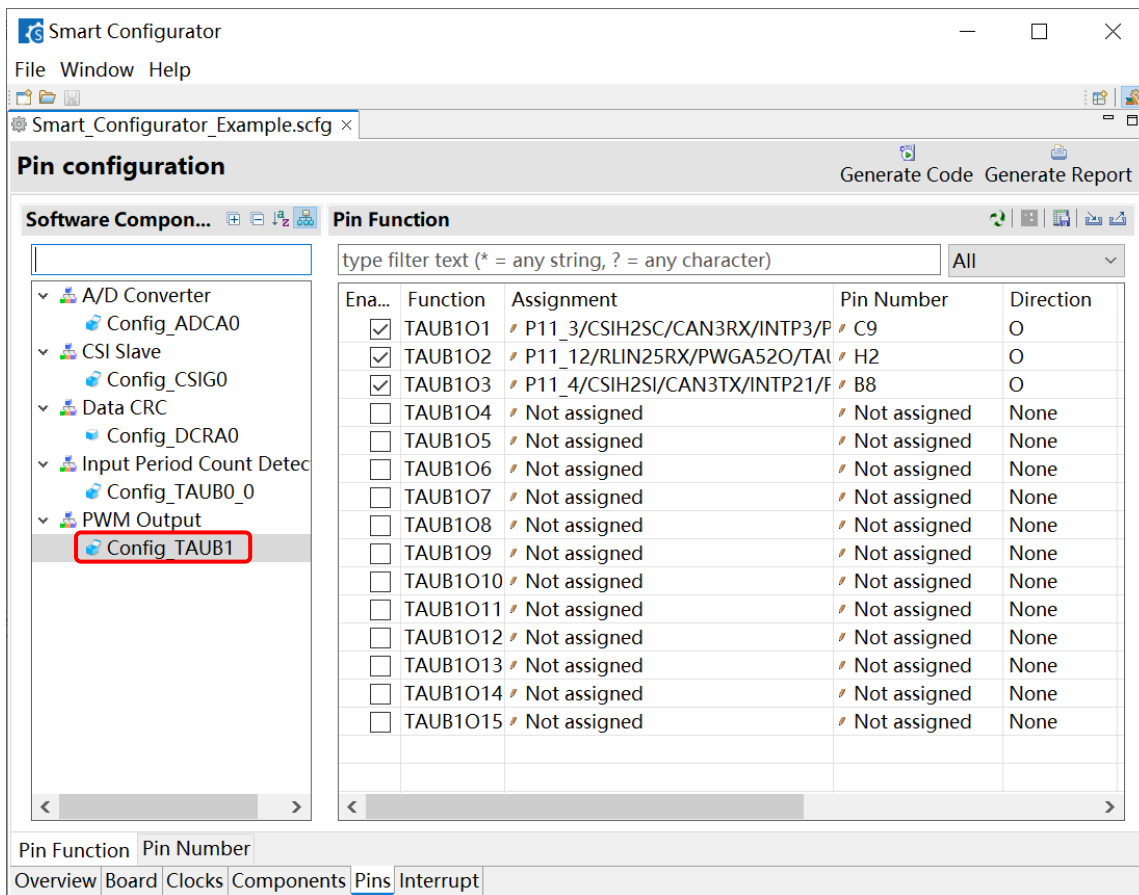 Smart Configurator
File Window Help
Smart_Configurator_Example.scfg
Pin configuration
Generate Code Generate Report
Software Compon...
Pin Function
type filter text (* = any string, ? = any character) All
A/D Converter
Config_ADCA0
CSI Slave
Config_CSIG0
Data CRC
Config_DCRA0
Input Period Count Detec
Config_TAUB0_0
PWM Output
Config_TAUB1
Ena... Function Assignment Pin Number Direction
TAUB1O1 P11_3/CSIH2SC/CAN3RX/INTP3/P C9 O
TAUB1O2 P11_12/RLIN25RX/PWGA52O/TAU H2 O
TAUB1O3 P11_4/CSIH2SI/CAN3TX/INTP21/P B8 O
TAUB1O4 Not assigned Not assigned None
TAUB1O5 Not assigned Not assigned None
TAUB1O6 Not assigned Not assigned None
TAUB1O7 Not assigned Not assigned None
TAUB1O8 Not assigned Not assigned None
TAUB1O9 Not assigned Not assigned None
TAUB1O10 Not assigned Not assigned None
TAUB1O11 Not assigned Not assigned None
TAUB1O12 Not assigned Not assigned None
TAUB1O13 Not assigned Not assigned None
TAUB1O14 Not assigned Not assigned None
TAUB1O15 Not assigned Not assigned None
Pin Function Pin Number
Overview Board Clocks Components Pins Interrupt